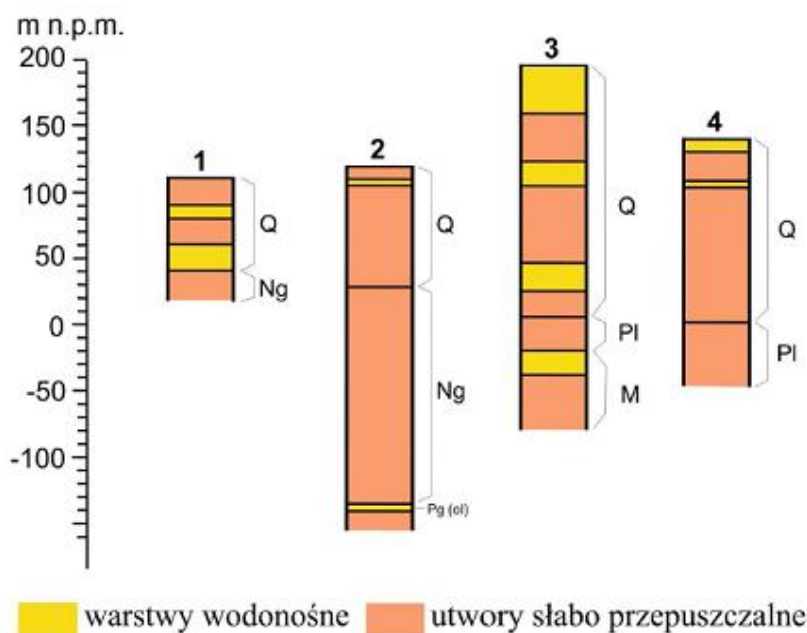 m n.p.m.
200
150
100
50
0
-50
-100
1
Q
Ng
2
Q
Ng
Pg (ol)
3
Q
Pl
M
4
Q
Pl
warstwy wodonośne
utwory słabo przepuszczalne